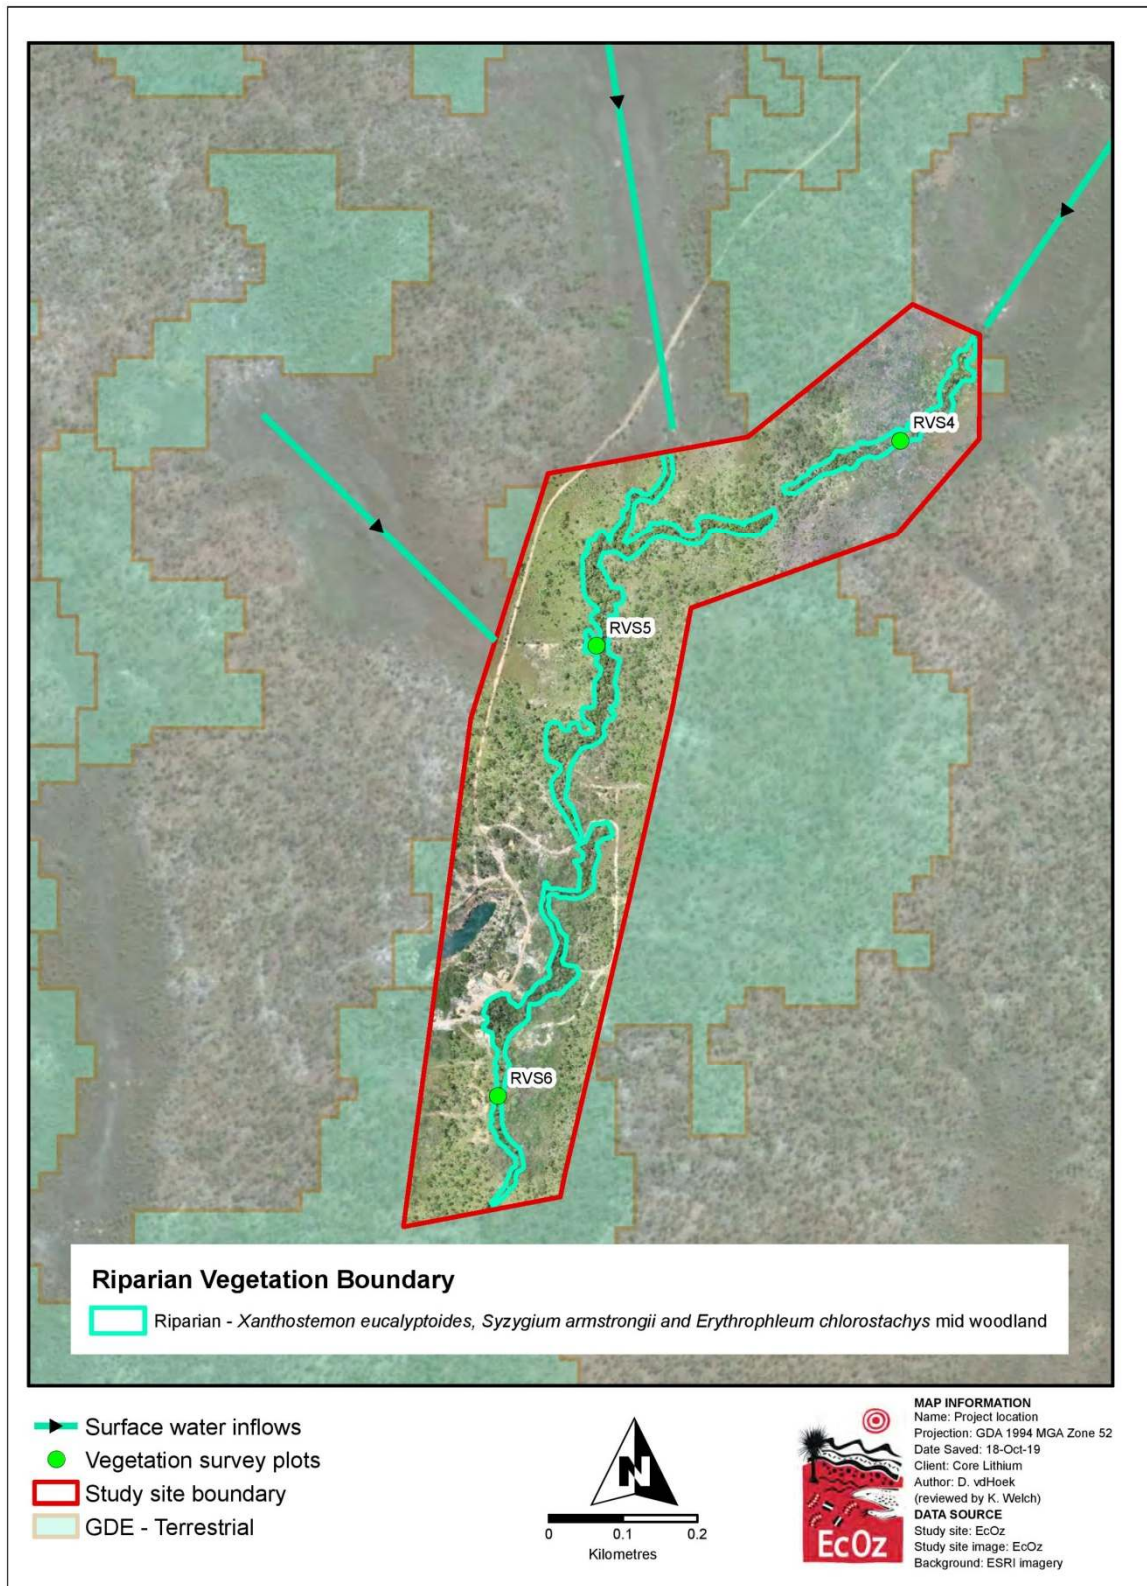 RVS4
RVS5
RVS6
Riparian Vegetation Boundary
Riparian - Xanthostemon eucalyptoides, Syzygium armstrongii and Erythrophleum chlorostachys mid woodland
Surface water inflows
Vegetation survey plots
Study site boundary
GDE - Terrestrial
N
0 0.1 0.2
Kilometres
EcOz
MAP INFORMATION
Name: Project location
Projection: GDA 1994 MGA Zone 52
Date Saved: 18-Oct-19
Client: Core Lithium
Author: D. vdHoek
(reviewed by K. Welch)
DATA SOURCE
Study site: EcOz
Study site image: EcOz
Background: ESRI imagery